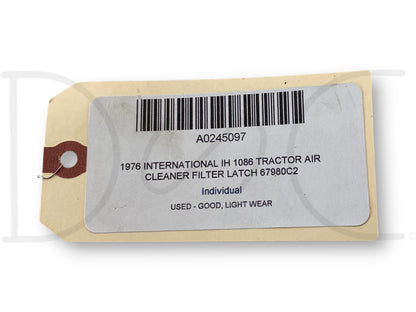 A0245097
1976 INTERNATIONAL IH 1086 TRACTOR AIR
CLEANER FILTER LATCH 67980C2
Individual
USED - GOOD, LIGHT WEAR